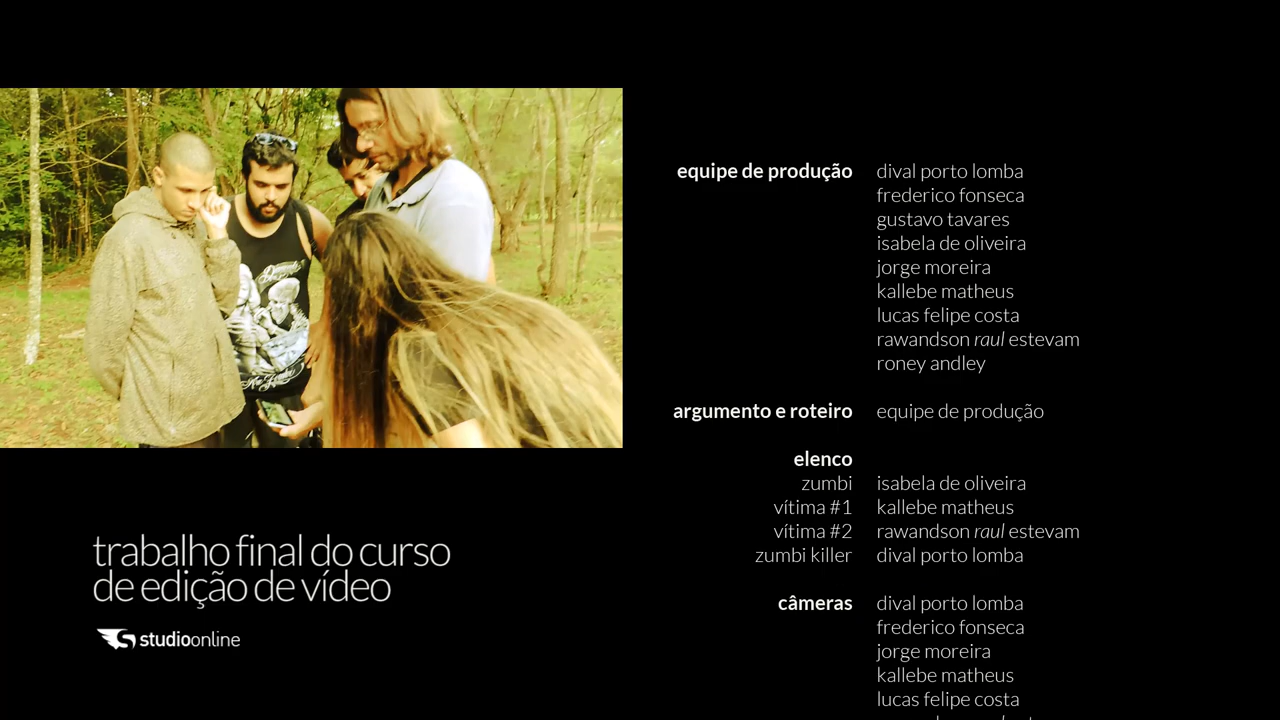 equipe de produção dival porto lomba
frederico fonseca
gustavo tavares
isabela de oliveira
jorge moreira
kallebe matheus
lucas felipe costa
rawandson raul estevam
roney andley
argumento e roteiro equipe de produção
elenco
zumbi isabela de oliveira
vítima #1 kallebe matheus
vítima #2 rawandson raul estevam
zumbi killer dival porto lomba
câmeras dival porto lomba
frederico fonseca
jorge moreira
kallebe matheus
lucas felipe costa
trabalho final do curso
de edição de vídeo
studioonline